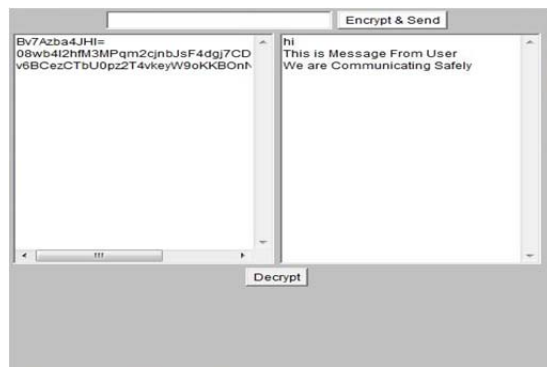 Encrypt & Send
Bv7Azba4JHI=
08wb4I2hfM3MPqm2cjnbJsF4dgj7CD
v6BCezCTbU0pz2T4vkeyW9oKKBOnN
hi
This is Message From User
We are Communicating Safely
Decrypt